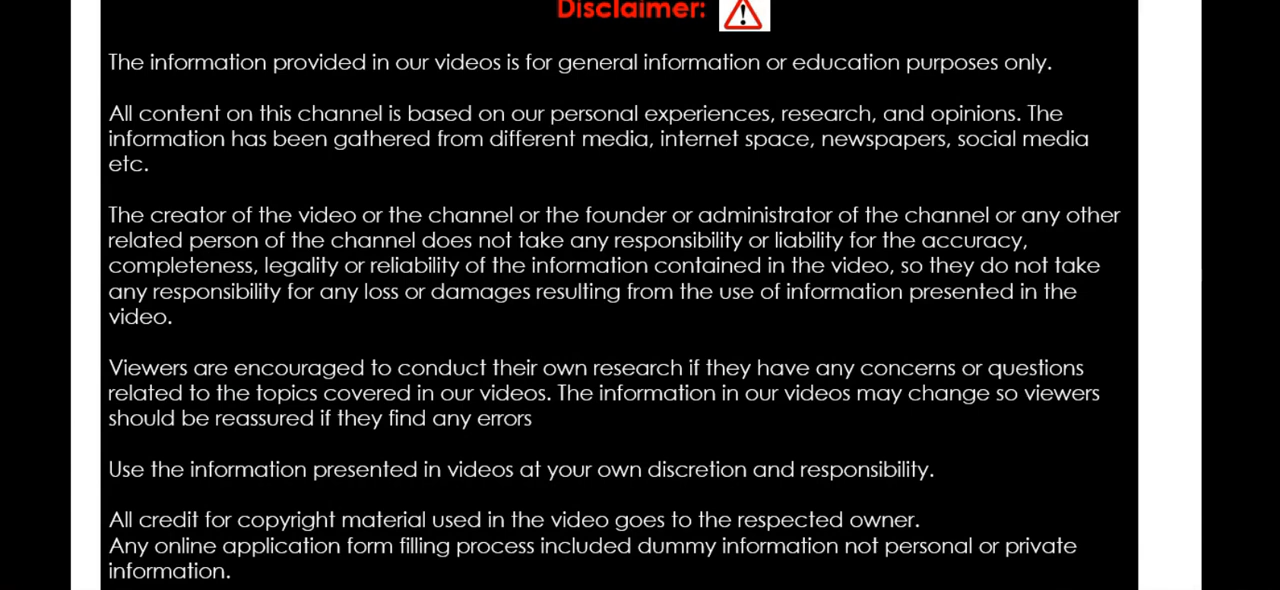 Disclaimer:
The information provided in our videos is for general information or education purposes only.
All content on this channel is based on our personal experiences, research, and opinions. The
information has been gathered from different media, internet space, newspapers, social media
etc.
The creator of the video or the channel or the founder or administrator of the channel or any other
related person of the channel does not take any responsibility or liability for the accuracy,
completeness, legality or reliability of the information contained in the video, so they do not take
any responsibility for any loss or damages resulting from the use of information presented in the
video.
Viewers are encouraged to conduct their own research if they have any concerns or questions
related to the topics covered in our videos. The information in our videos may change so viewers
should be reassured if they find any errors
Use the information presented in videos at your own discretion and responsibility.
All credit for copyright material used in the video goes to the respected owner.
Any online application form filling process included dummy information not personal or private
information.